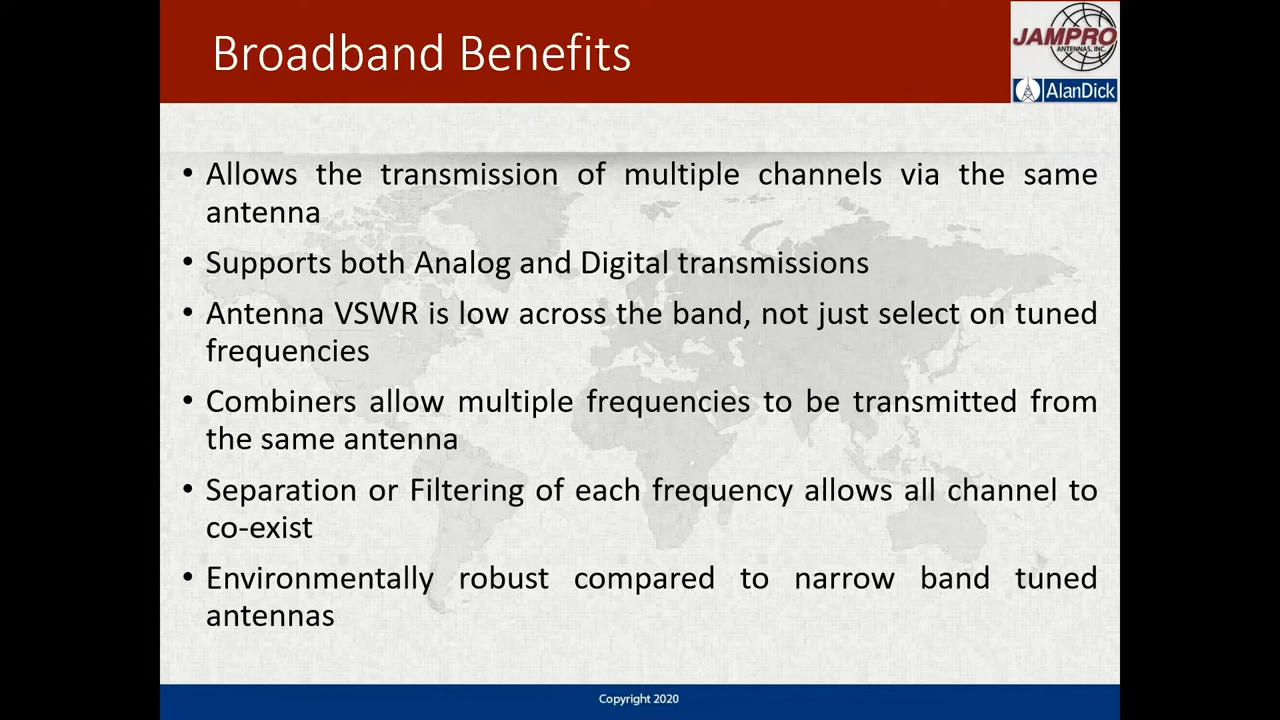 Broadband Benefits
JAMPRO
ANTENNAS, INC.
AlanDick
• Allows the transmission of multiple channels via the same
antenna
• Supports both Analog and Digital transmissions
• Antenna VSWR is low across the band, not just select on tuned
frequencies
• Combiners allow multiple frequencies to be transmitted from
the same antenna
• Separation or Filtering of each frequency allows all channel to
co-exist
• Environmentally robust compared to narrow band tuned
antennas
Copyright 2020